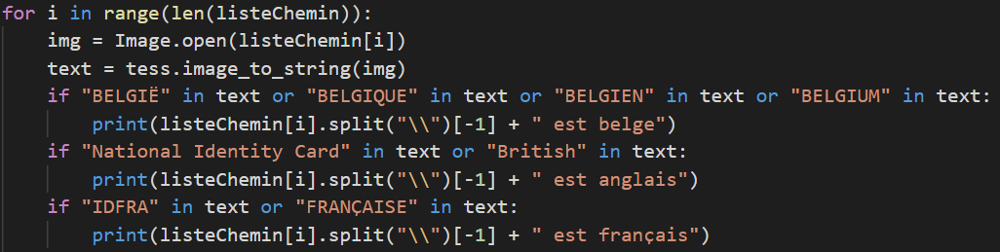 for i in range(len(listeChemin)):
    img = Image.open(listeChemin[i])
    text = tess.image_to_string(img)
    if "BELGIË" in text or "BELGIQUE" in text or "BELGIEN" in text or "BELGIUM" in text:
        print(listeChemin[i].split("\\")[-1] + " est belge")
    if "National Identity Card" in text or "British" in text:
        print(listeChemin[i].split("\\")[-1] + " est anglais")
    if "IDFRA" in text or "FRANÇAISE" in text:
        print(listeChemin[i].split("\\")[-1] + " est français")